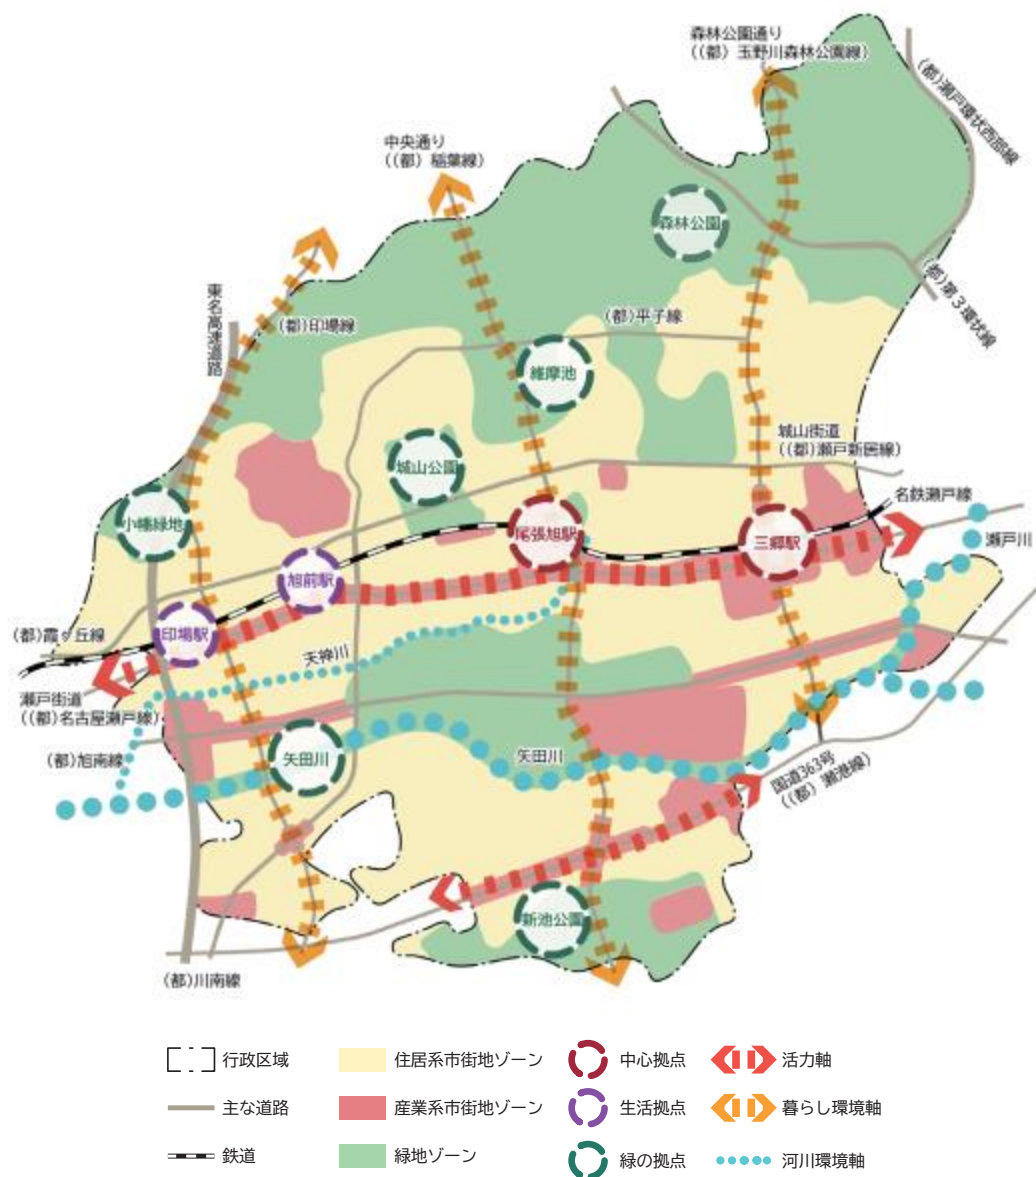 森林公園通り
((都) 玉野川森林公園線)
(都)瀬戸環状西部線
中央通り
((都) 稲葉線)
森林公園
(都)第3環状線
東名高速道路
(都)印場線
(都)平子線
維摩池
城山街道
((都)瀬戸新居線)
城山公園
名鉄瀬戸線
小幡緑地
尾張旭駅
三郷駅
瀬戸川
旭前駅
(都)霞ヶ丘線
印場駅
天神川
瀬戸街道
((都)名古屋瀬戸線)
(都)旭南線
矢田川
矢田川
国道363号
((都) 瀬港線)
新池公園
(都)川南線
行政区域
住居系市街地ゾーン
中心拠点
活力軸
主な道路
産業系市街地ゾーン
生活拠点
暮らし環境軸
鉄道
緑地ゾーン
緑の拠点
河川環境軸